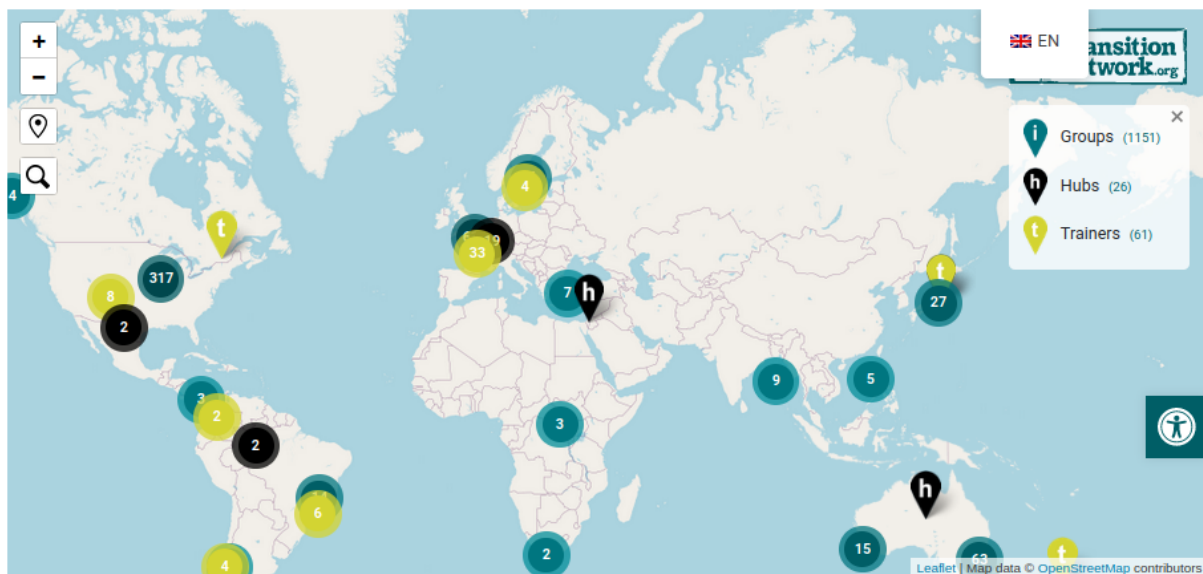 +
−
EN
ansition
twork.org
Groups (1151)
Hubs (26)
Trainers (61)
4
4
t
33
317
8
2
7
h
t
27
3
2
2
9
5
3
6
h
4
2
15
63
t
Leaflet | Map data © OpenStreetMap contributors